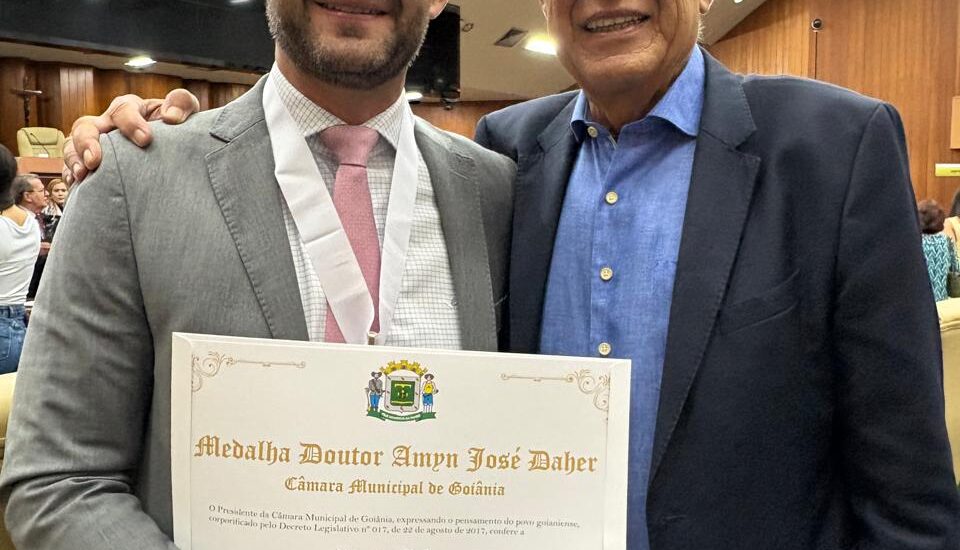 Medalha Doutor Amyn José Daher
Câmara Municipal de Goiânia
O Presidente da Câmara Municipal de Goiânia, expressando o pensamento do povo goianiense,
corporificado pelo Decreto Legislativo nº 017, de 22 de agosto de 2017, confere a